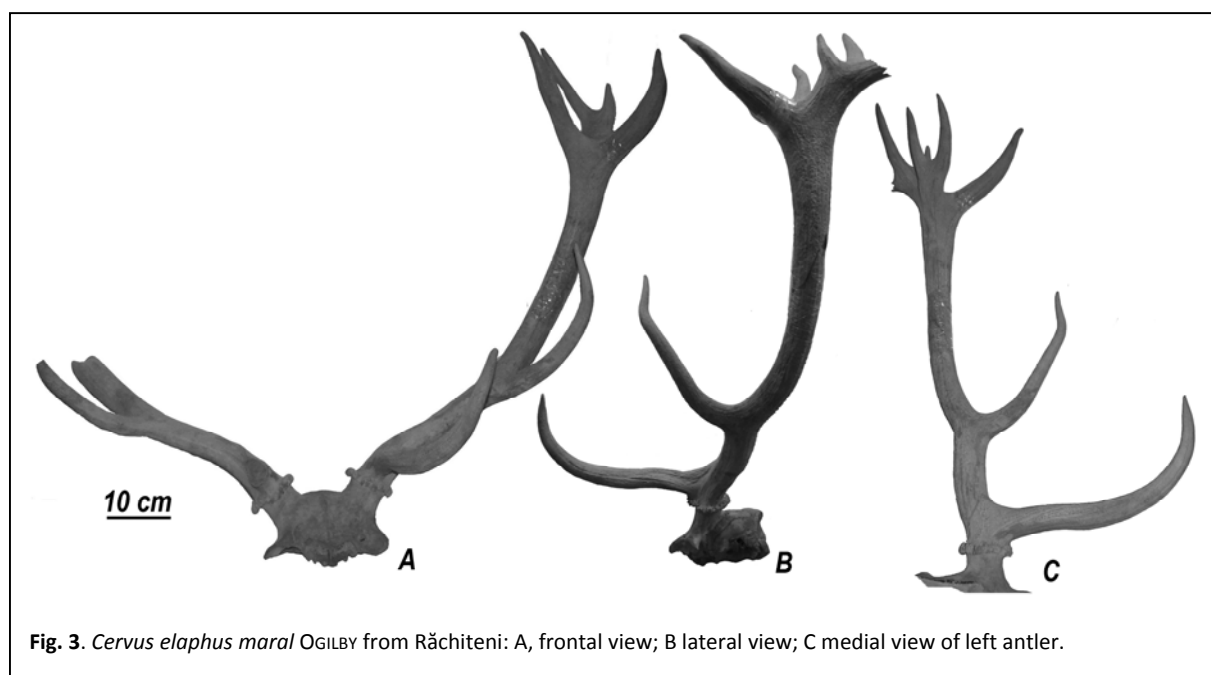 10 cm
A
B
C
Fig. 3. Cervus elaphus maral OGILBY from Răchiteni: A, frontal view; B lateral view; C medial view of left antler.